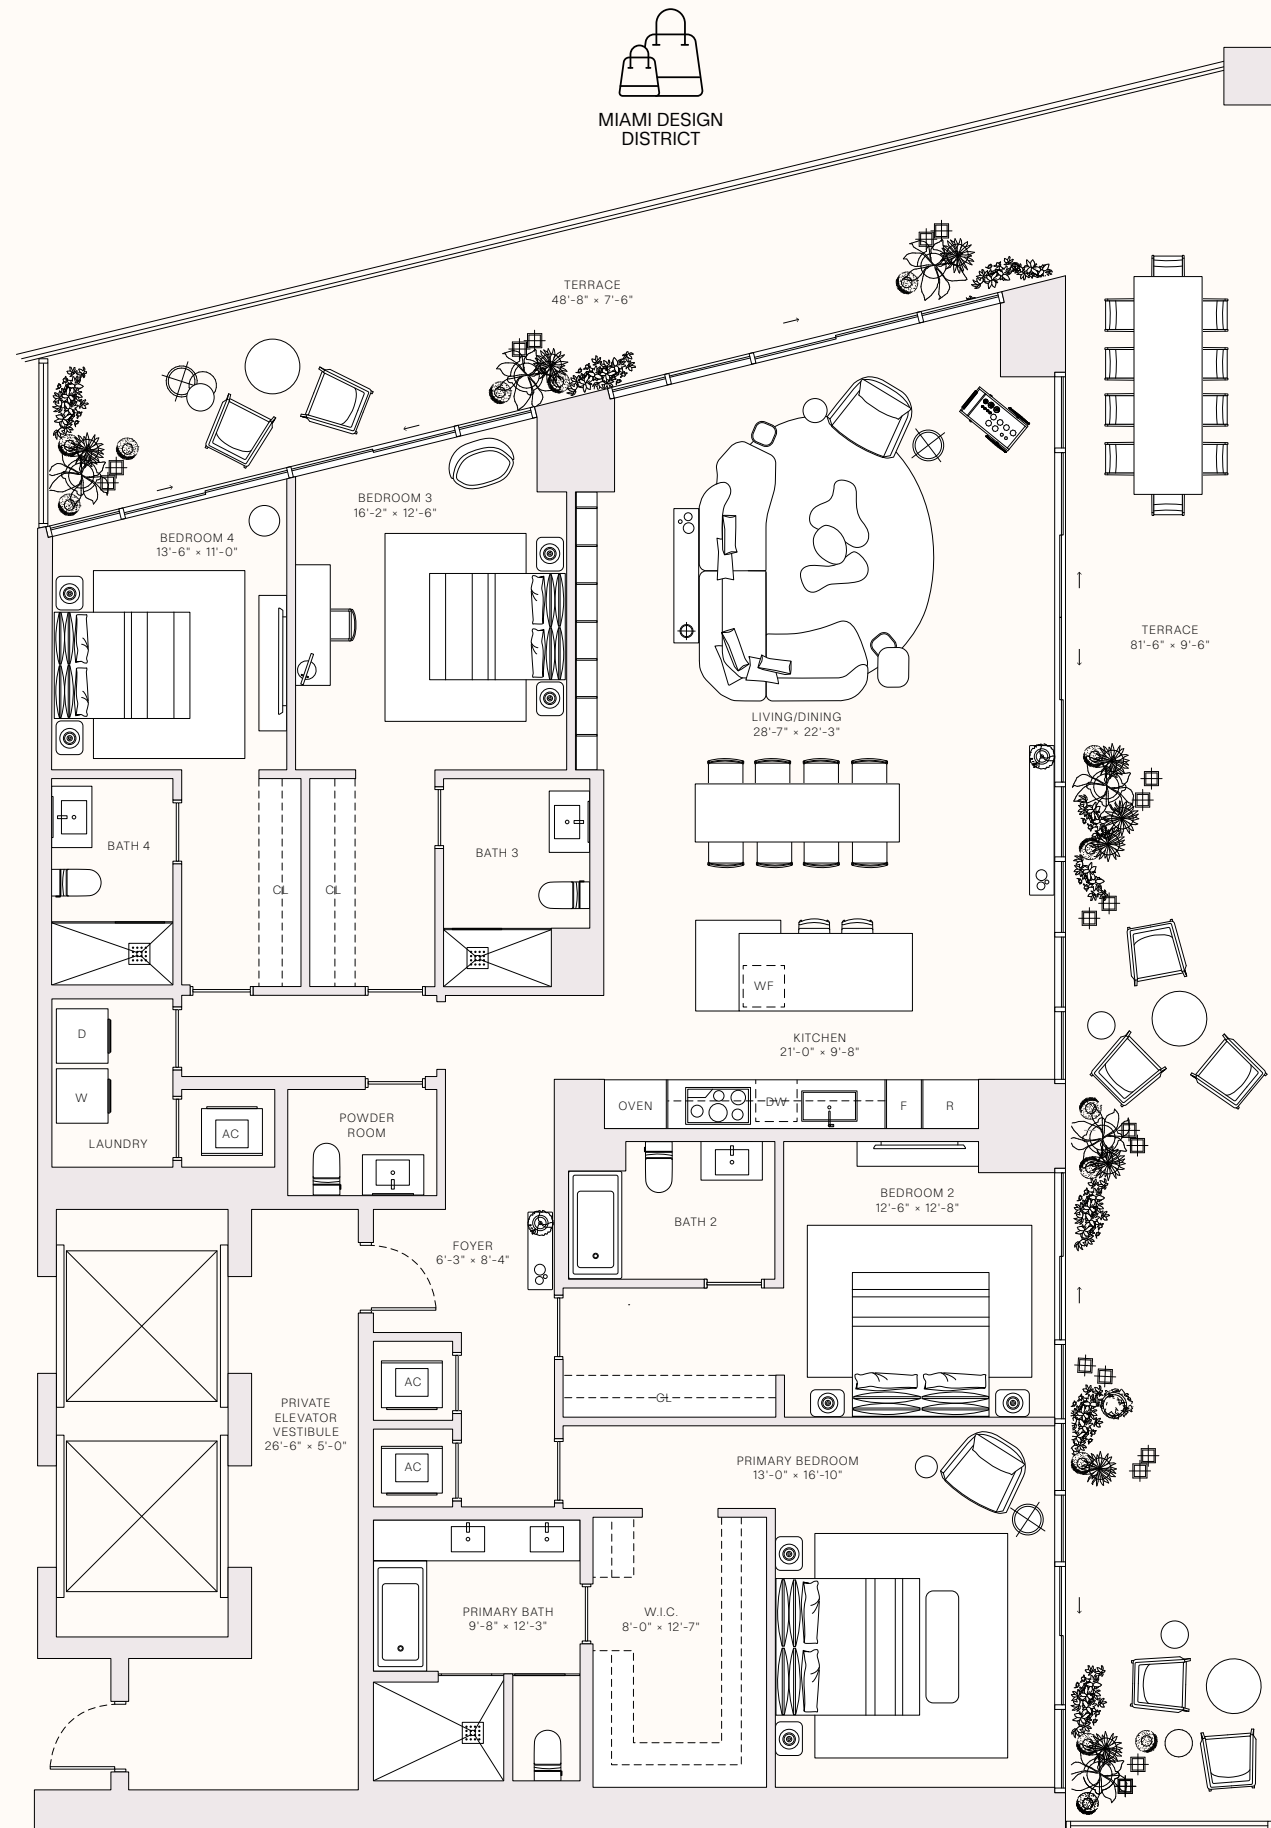 MIAMI DESIGN
DISTRICT
TERRACE
48'-8" × 7'-6"
BEDROOM 3
16'-2" × 12'-6"
BEDROOM 4
13'-6" × 11'-0"
TERRACE
81'-6" × 9'-6"
LIVING/DINING
28'-7" × 22'-3"
BATH 4
BATH 3
CL
CL
WF
D
KITCHEN
21'-0" × 9'-8"
W
OVEN
DW
F
R
LAUNDRY
AC
POWDER
ROOM
BEDROOM 2
12'-6" × 12'-8"
BATH 2
FOYER
6'-3" × 8'-4"
AC
CL
PRIVATE
ELEVATOR
VESTIBULE
26'-6" × 5'-0"
AC
PRIMARY BEDROOM
13'-0" × 16'-10"
PRIMARY BATH
9'-8" × 12'-3"
W.I.C.
8'-0" × 12'-7"